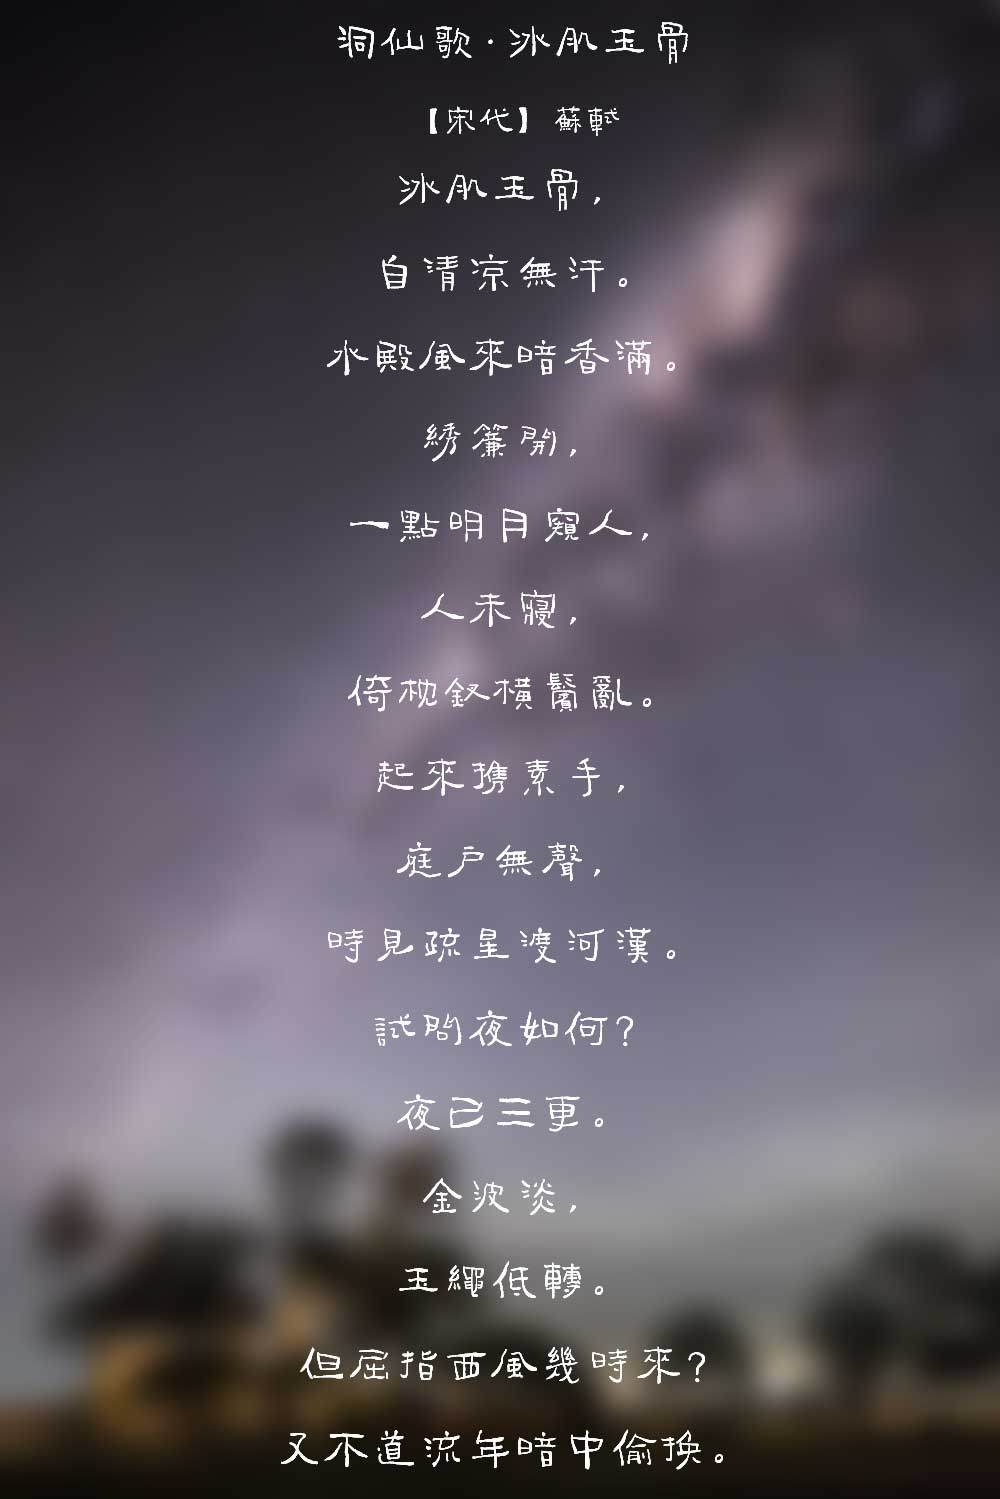 洞仙歌·冰肌玉骨
【宋代】蘇軾
冰肌玉骨,
自清凉無汗。
水殿風來暗香滿。
綉簾開,
一點明月窺人,
人未寢,
倚枕釵橫鬢亂。
起來携素手,
庭户無聲,
時見疏星渡河漢。
試問夜如何?
夜已三更。
金波淡,
玉繩低轉。
但屈指西風幾時來?
又不道流年暗中偷换。